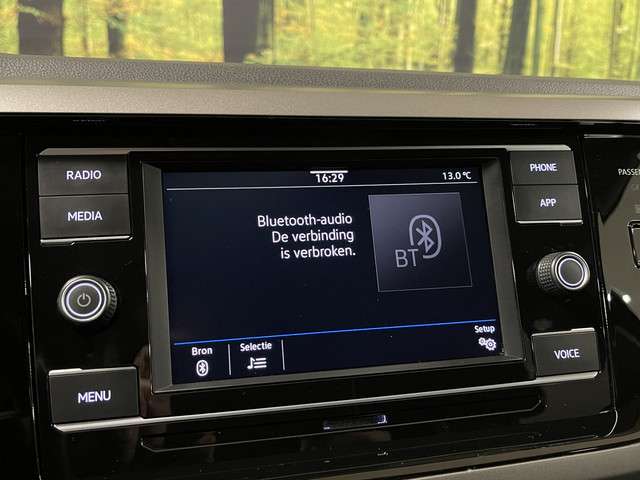 RADIO
MEDIA
MENU
16:29
13.0 °C
Bluetooth-audio
De verbinding
is verbroken.
BT
Bron
Selectie
Setup
PHONE
APP
VOICE